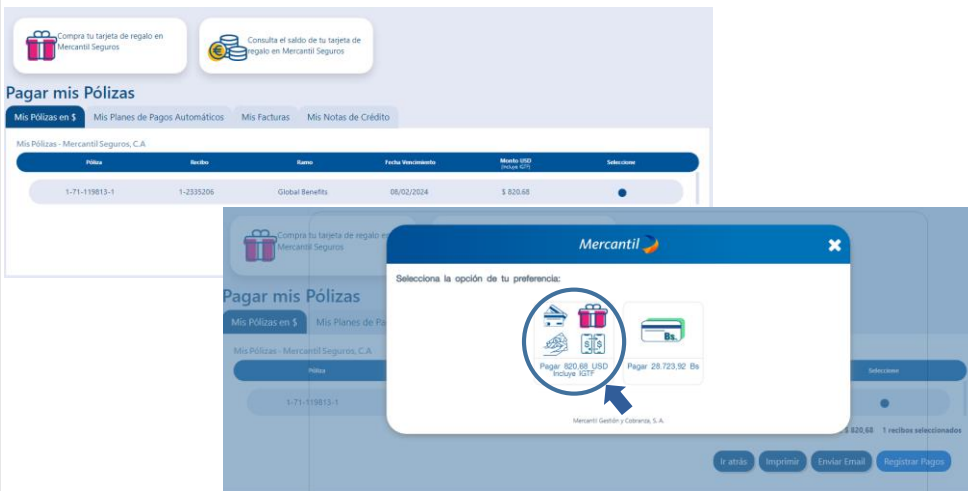 Compra tu tarjeta de regalo en
Mercantil Seguros
Consulta el saldo de tu tarjeta de
regalo en Mercantil Seguros
Pagar mis Pólizas
Mis Pólizas en $ Mis Planes de Pagos Automáticos Mis Facturas Mis Notas de Crédito
Mis Pólizas - Mercantil Seguros, C.A
Póliza Recibo Ramo Fecha Vencimiento Monto USD Seleccione
(Incluye IGTF)
1-71-119813-1 1-2335206 Global Benefits 08/02/2024 $ 820.68
Compra tu tarjeta de regalo en
Mercantil Seguros
Pagar mis Pólizas
Mis Pólizas en $ Mis Planes de Pa
Mis Pólizas - Mercantil Seguros, C.A
Póliza Seleccione
1-71-119813-1
Mercantil
Selecciona la opción de tu preferencia:
Bs.
Pagar 820,68 USD
Incluye IGTF
Pagar 28.723,92 Bs
Mercantil Gestión y Cobranza, S. A.
$ 820,68 1 recibos seleccionados
Ir atrás Imprimir Enviar Email Registrar Pagos